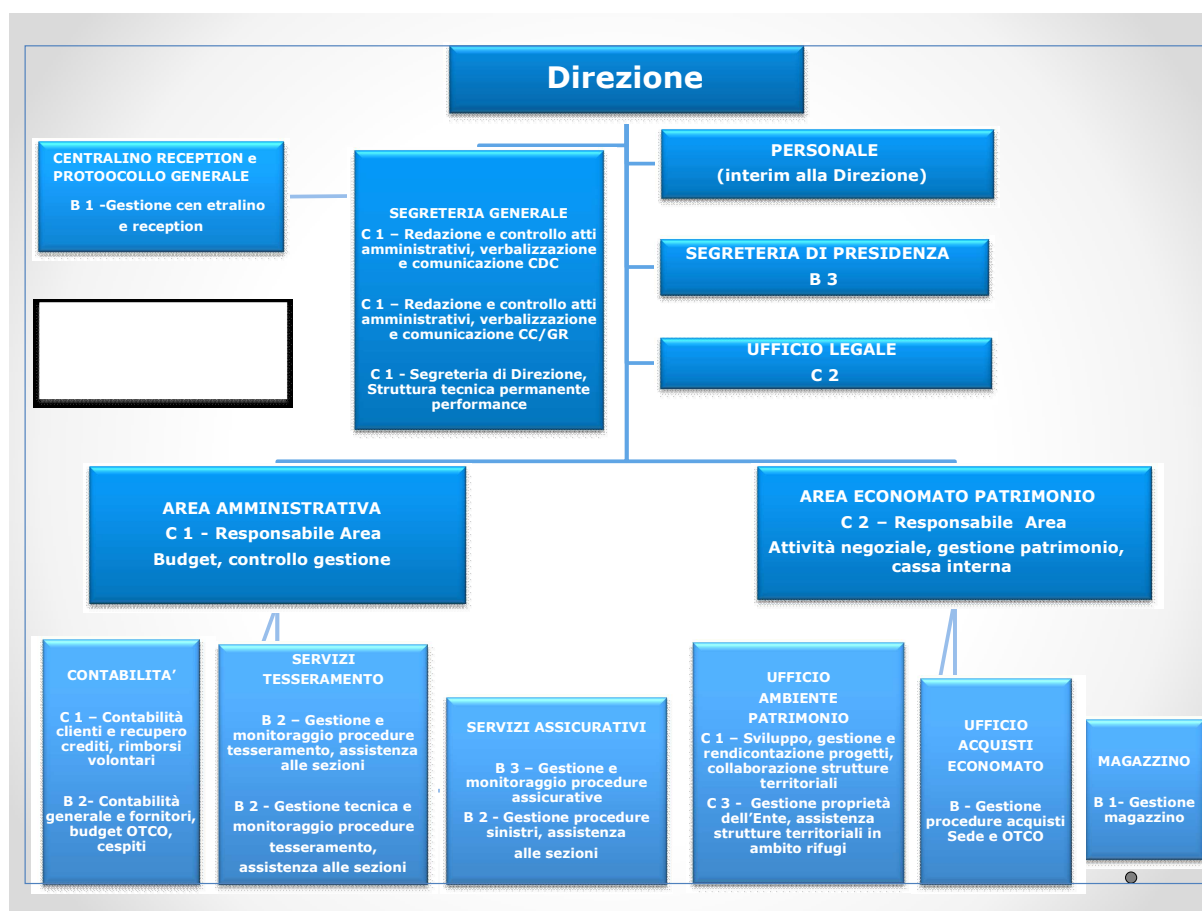 Direzione
CENTRALINO RECEPTION e
PROTOOCOLLO GENERALE
B 1 -Gestione cen etralino
e reception
SEGRETERIA GENERALE
C 1 – Redazione e controllo atti
amministrativi, verbalizzazione
e comunicazione CDC
C 1 – Redazione e controllo atti
amministrativi, verbalizzazione
e comunicazione CC/GR
C 1 - Segreteria di Direzione,
Struttura tecnica permanente
performance
PERSONALE
(interim alla Direzione)
SEGRETERIA DI PRESIDENZA
B 3
UFFICIO LEGALE
C 2
AREA AMMINISTRATIVA
C 1 - Responsabile Area
Budget, controllo gestione
AREA ECONOMATO PATRIMONIO
C 2 – Responsabile Area
Attività negoziale, gestione patrimonio,
cassa interna
CONTABILITA’
C 1 – Contabilità
clienti e recupero
crediti, rimborsi
volontari
B 2- Contabilità
generale e fornitori,
budget OTCO,
cespiti
SERVIZI
TESSERAMENTO
B 2 – Gestione e
monitoraggio procedure
tesseramento, assistenza
alle sezioni
B 2 - Gestione tecnica e
monitoraggio procedure
tesseramento,
assistenza alle sezioni
SERVIZI ASSICURATIVI
B 3 – Gestione e
monitoraggio procedure
assicurative
B 2 - Gestione procedure
sinistri, assistenza
alle sezioni
UFFICIO
AMBIENTE
PATRIMONIO
C 1 – Sviluppo, gestione e
rendicontazione progetti,
collaborazione strutture
territoriali
C 3 - Gestione proprietà
dell’Ente, assistenza
strutture territoriali in
ambito rifugi
UFFICIO
ACQUISTI
ECONOMATO
B - Gestione
procedure acquisti
Sede e OTCO
MAGAZZINO
B 1- Gestione
magazzino